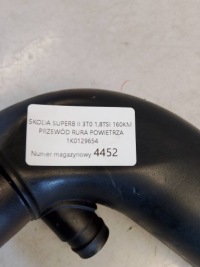 SKODA SUPERB II 3T0 1,8TSI 160KM
PRZEWÓD RURA POWIETRZA
1K0129654
Numer magazynowy 4452